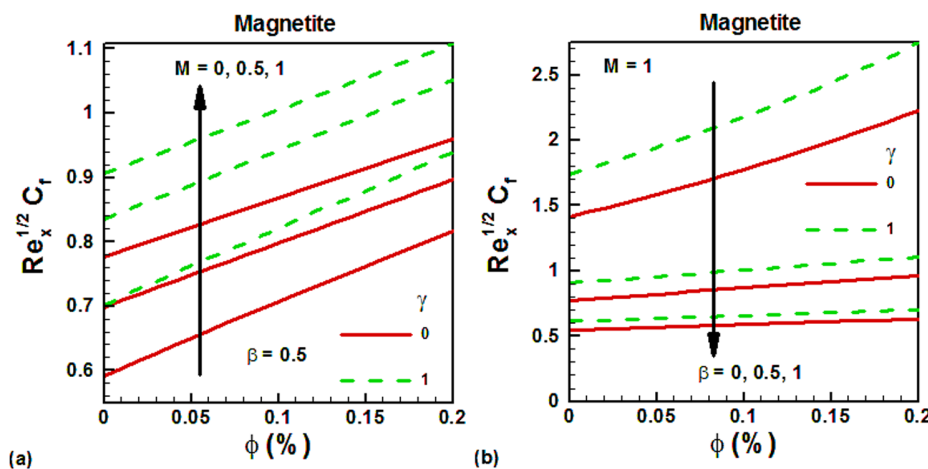 Magnetite
1.1
1
0.9
0.8
0.7
0.6
Re_x^{1/2} C_f
M = 0, 0.5, 1
γ
0
1
β = 0.5
0
0.05
0.1
0.15
0.2
ϕ (%)
(a)
Magnetite
2.5
2
1.5
1
0.5
0
Re_x^{1/2} C_f
M = 1
γ
0
1
β = 0, 0.5, 1
0
0.05
0.1
0.15
0.2
ϕ (%)
(b)